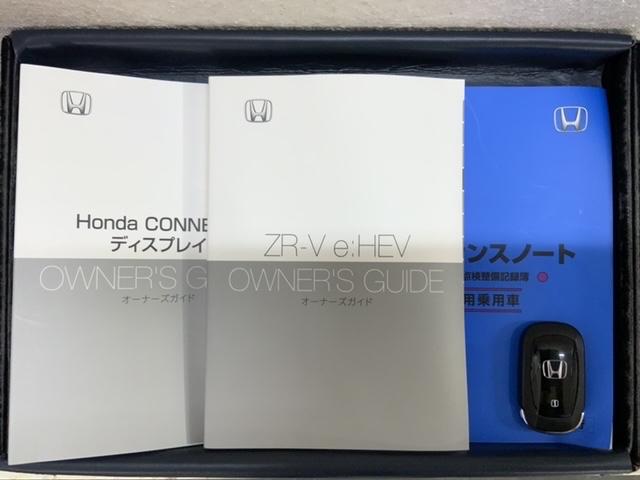 Honda CONNE
ディスプレイ
OWNER'S G
オーナーズガイド
ZR-V e:HEV
OWNER'S GUIDE
オーナーズガイド
ンスノート
点検整備記録簿
用乗用車